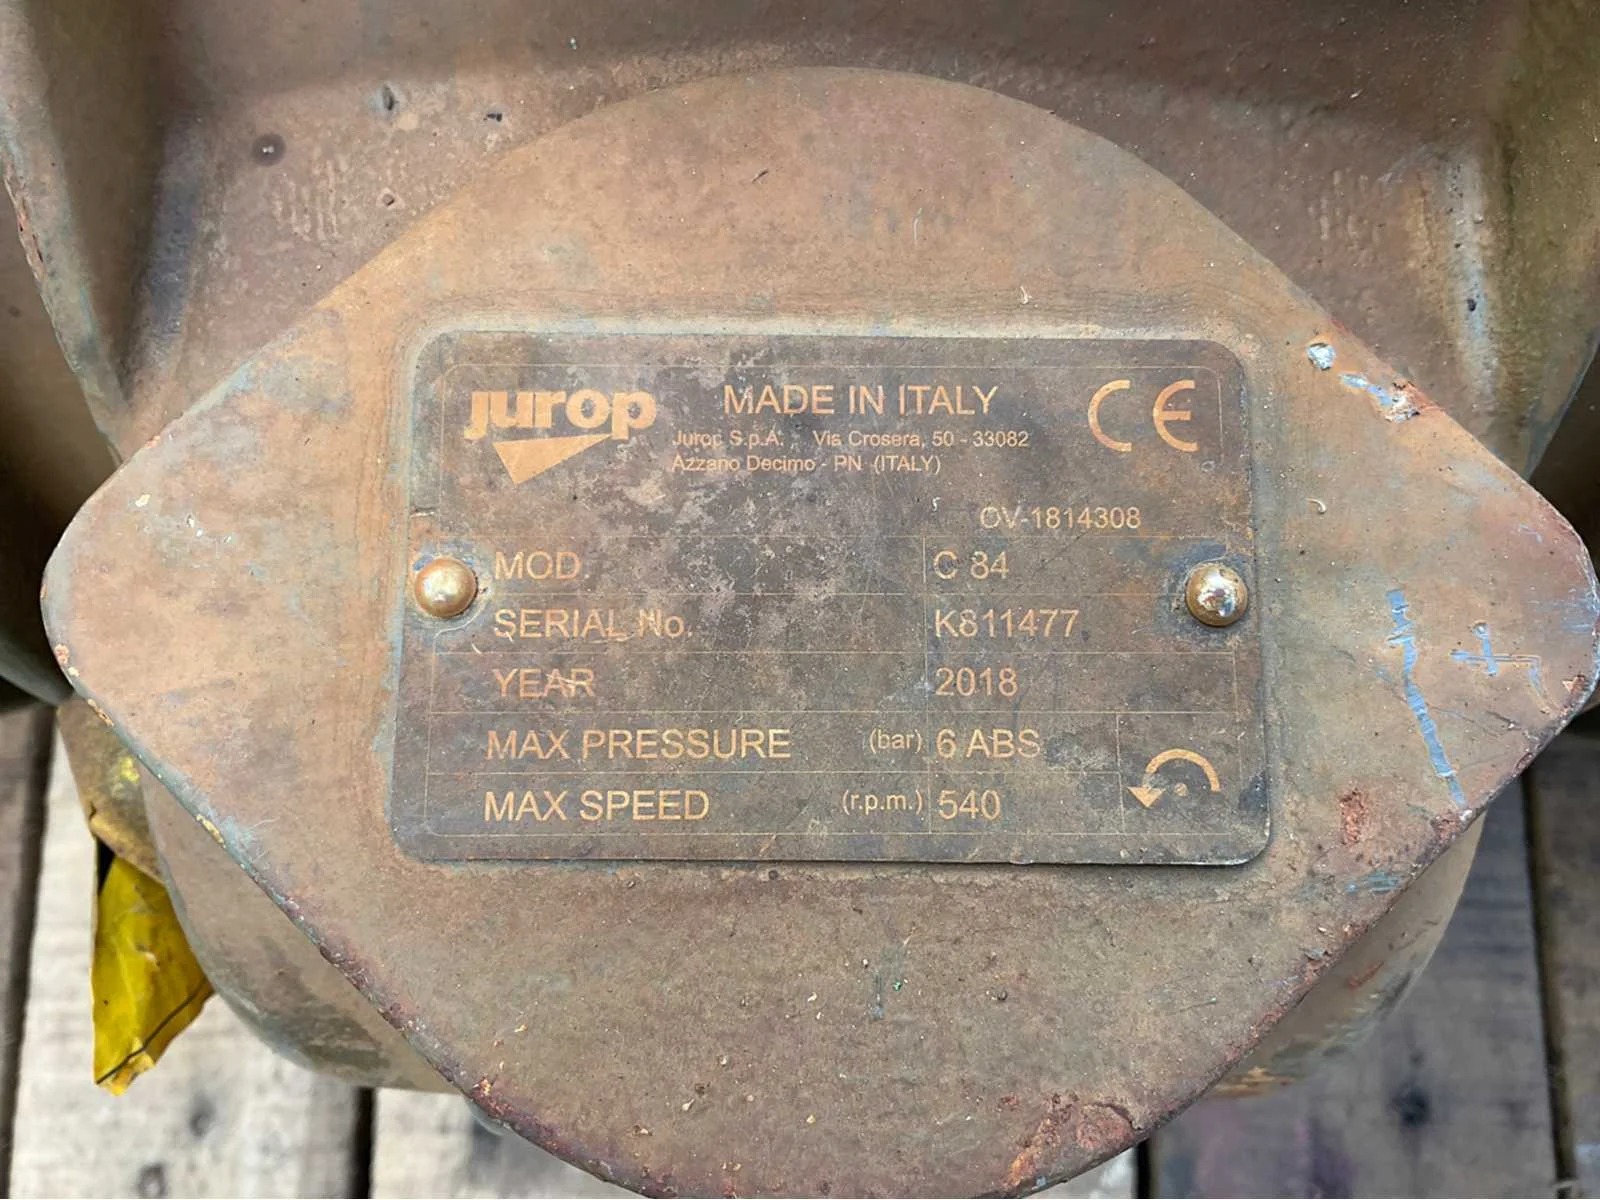 Jurop
MADE IN ITALY
CE
Jurop S.p.A. - Via Crosera, 50 - 33082
Azzano Decimo - PN (ITALY)
OV-1814308
MOD. C 84
SERIAL No. K811477
YEAR 2018
MAX PRESSURE (bar) 6 ABS
MAX SPEED (r.p.m.) 540